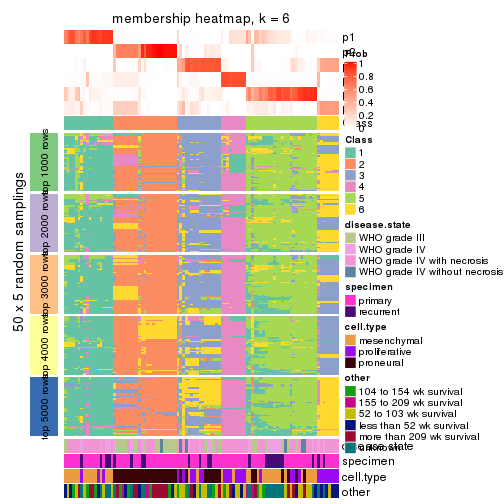 membership heatmap, k = 6
p1
p2
Prob
1
0.8
0.6
0.4
0.2
0
Class
Class
1
2
3
4
5
6
disease.state
WHO grade III
WHO grade IV
WHO grade IV with necrosis
WHO grade IV without necrosis
specimen
primary
recurrent
cell.type
mesenchymal
proliferative
proneural
other
104 to 154 wk survival
155 to 209 wk survival
52 to 103 wk survival
less than 52 wk survival
more than 209 wk survival
unknown
50 x 5 random samplings
top 1000 rows
top 2000 rows
top 3000 rows
top 4000 rows
top 5000 rows
disease.state
specimen
cell.type
other